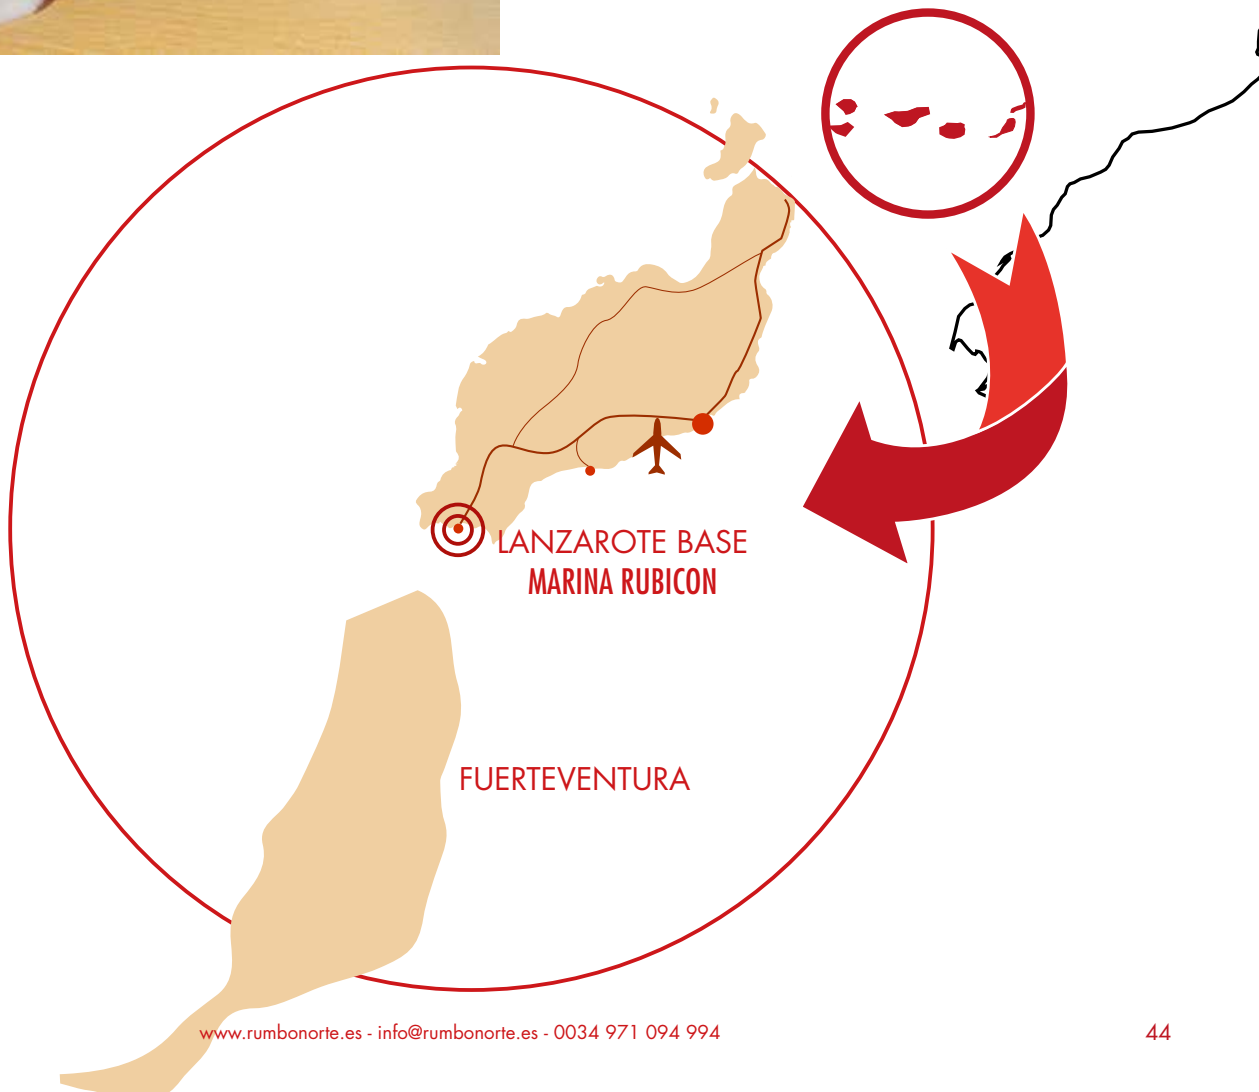 LANZAROTE BASE
MARINA RUBICON
FUERTEVENTURA
www.rumbonorte.es - info@rumbonorte.es - 0034 971 094 994
44